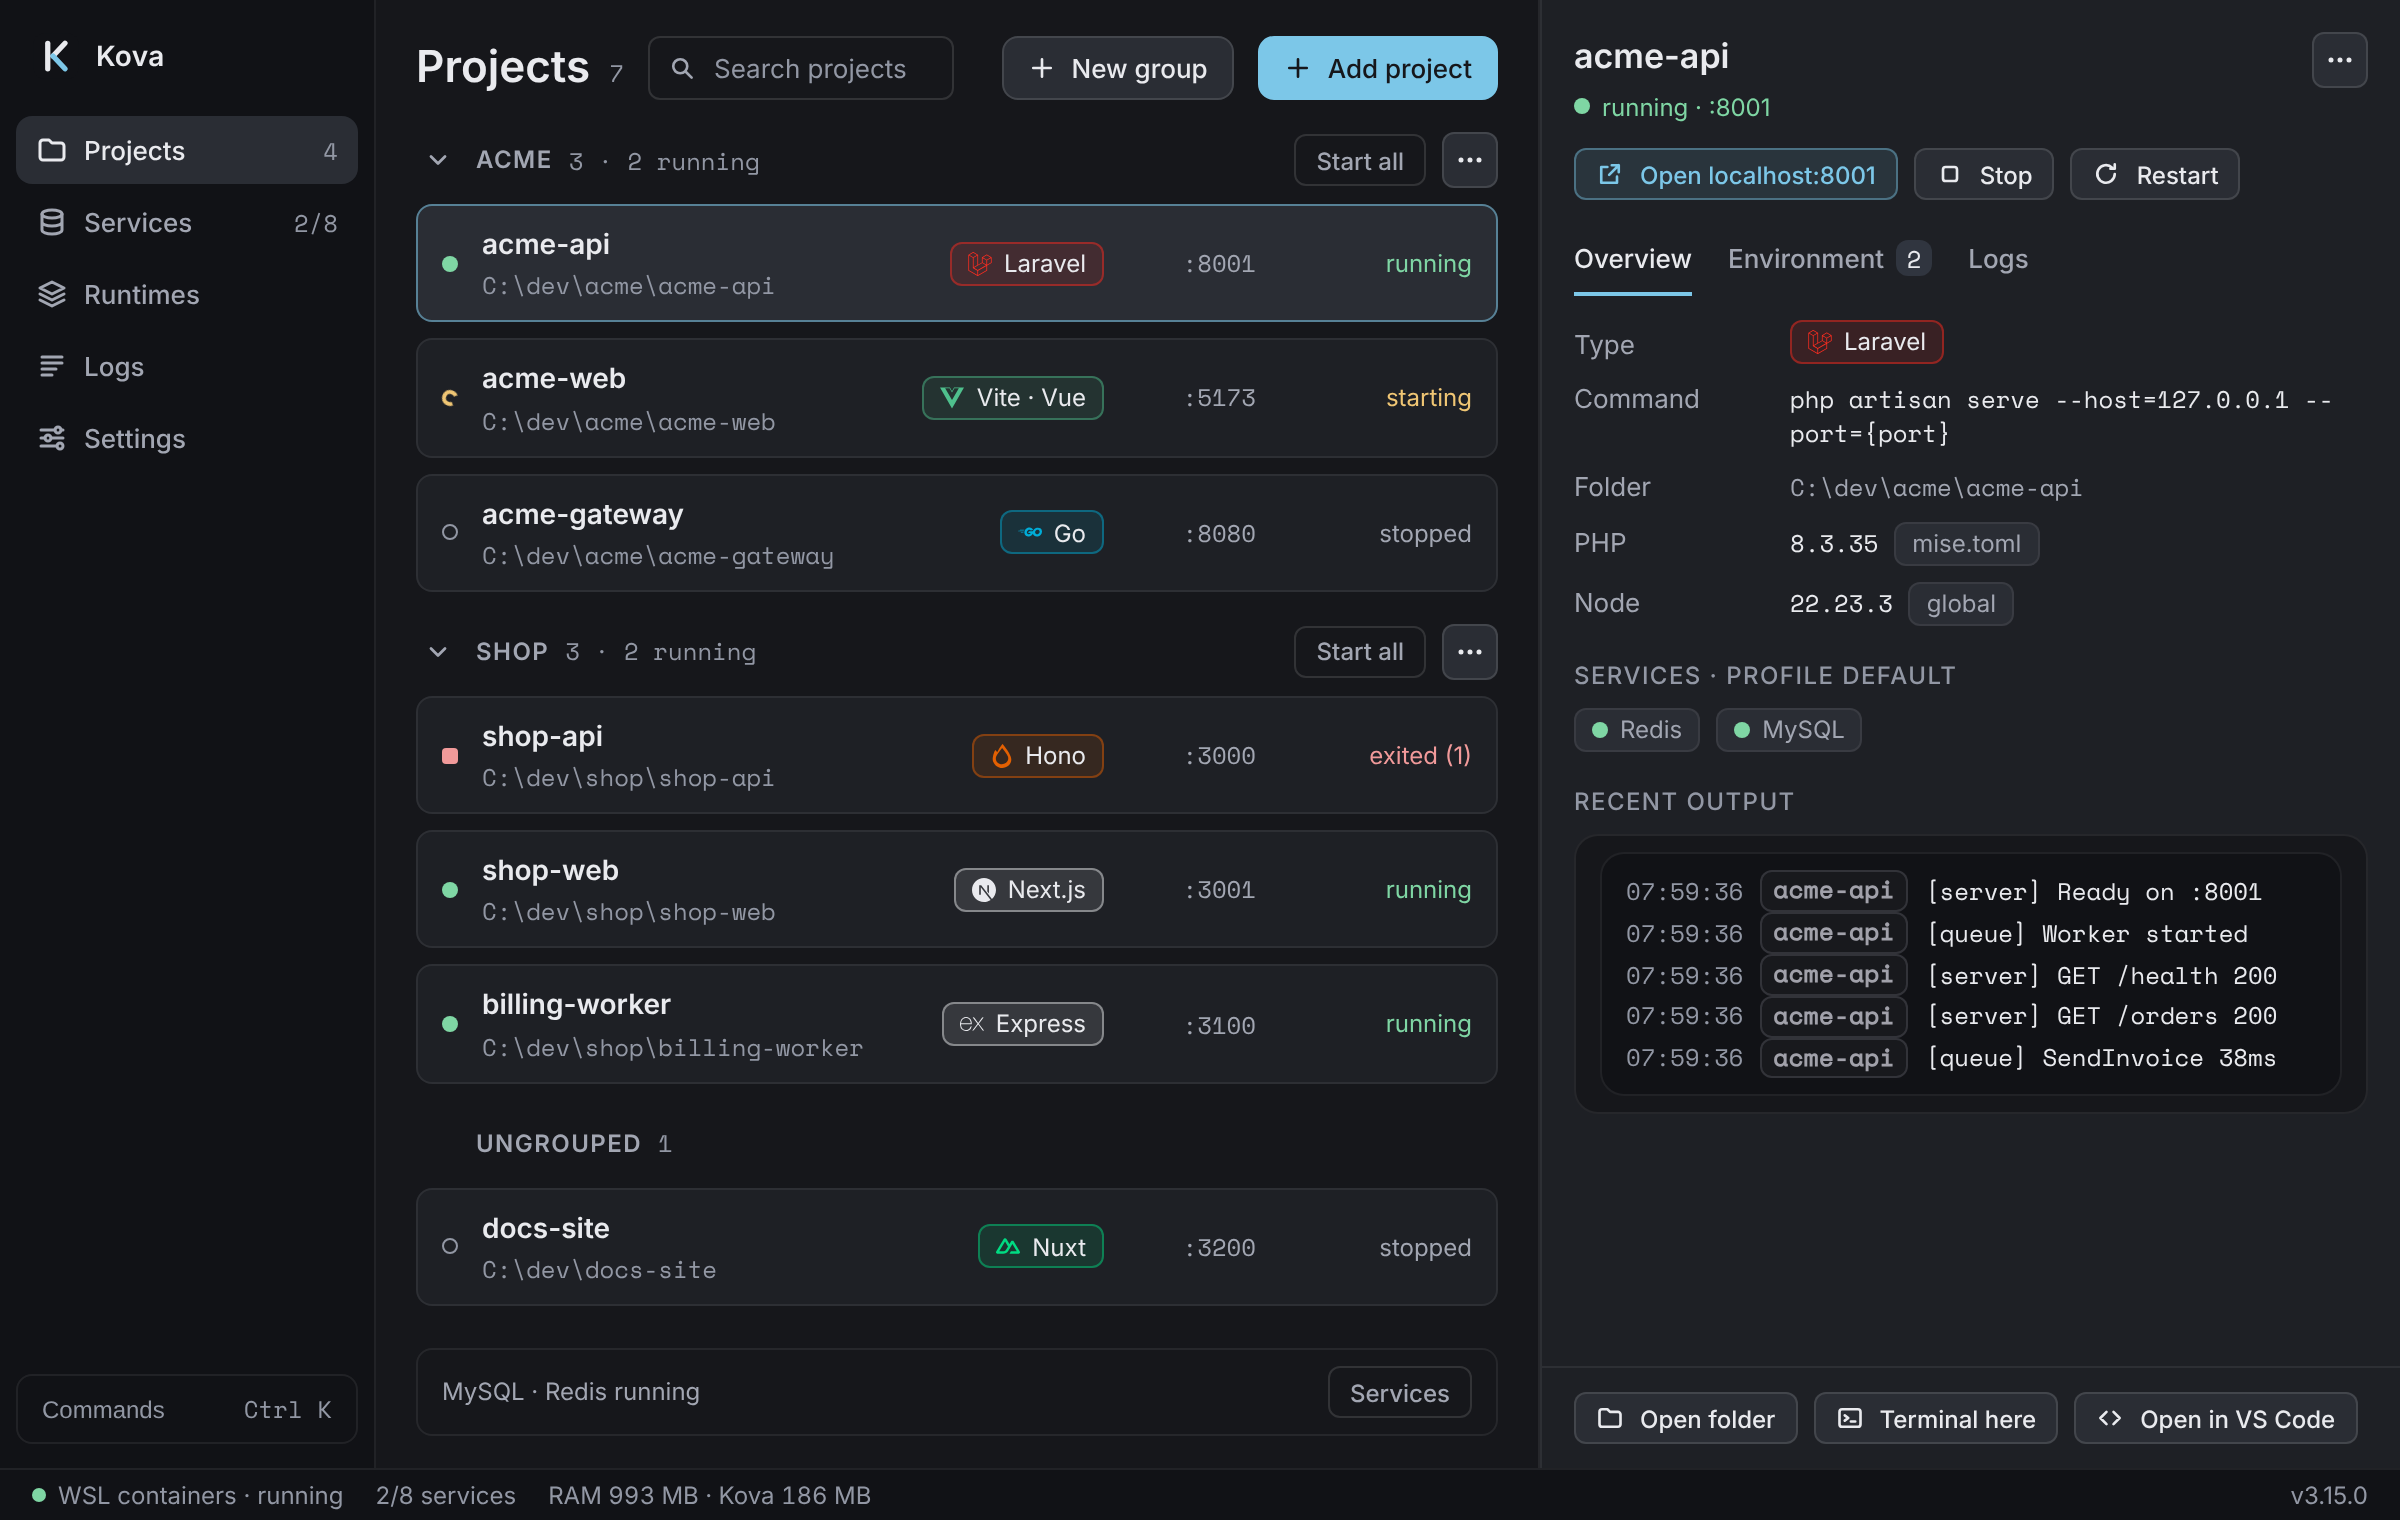 Kova
Projects 4
Services 2/8
Runtimes
Logs
Settings
Commands Ctrl K
Projects 7
Search projects
New group
Add project
ACME 3 · 2 running
Start all
acme-api
C:\dev\acme\acme-api
Laravel
:8001
running
acme-web
C:\dev\acme\acme-web
Vite · Vue
:5173
starting
acme-gateway
C:\dev\acme\acme-gateway
GO Go
:8080
stopped
SHOP 3 · 2 running
Start all
shop-api
C:\dev\shop\shop-api
Hono
:3000
exited (1)
shop-web
C:\dev\shop\shop-web
N Next.js
:3001
running
billing-worker
C:\dev\shop\billing-worker
ex Express
:3100
running
UNGROUPED 1
docs-site
C:\dev\docs-site
Nuxt
:3200
stopped
MySQL · Redis running
Services
acme-api
running · :8001
Open localhost:8001
Stop
Restart
Overview
Environment 2
Logs
Type Laravel
Command php artisan serve --host=127.0.0.1 --
port={port}
Folder C:\dev\acme\acme-api
PHP 8.3.35 mise.toml
Node 22.23.3 global
SERVICES · PROFILE DEFAULT
Redis MySQL
RECENT OUTPUT
07:59:36 acme-api [server] Ready on :8001
07:59:36 acme-api [queue] Worker started
07:59:36 acme-api [server] GET /health 200
07:59:36 acme-api [server] GET /orders 200
07:59:36 acme-api [queue] SendInvoice 38ms
Open folder
Terminal here
Open in VS Code
WSL containers · running 2/8 services RAM 993 MB · Kova 186 MB v3.15.0